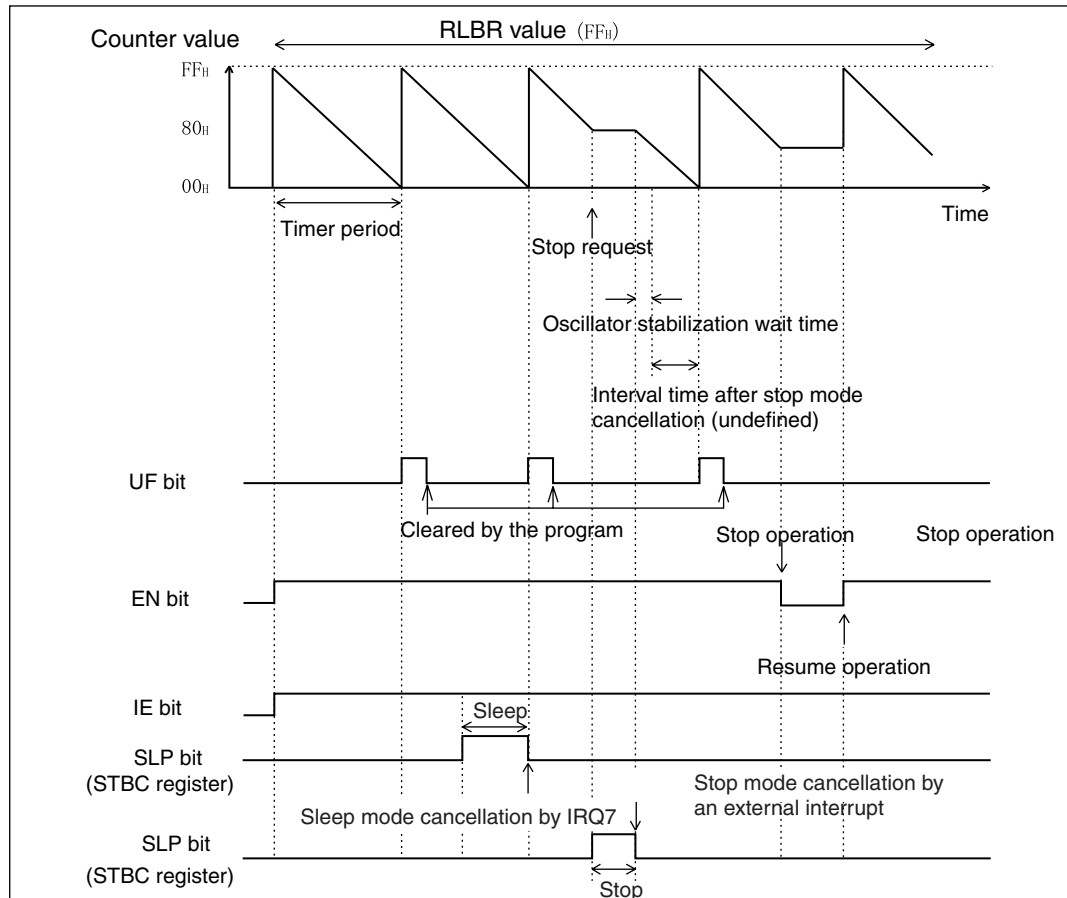 RLBR value (FFH)
Counter value
FFH
80H
00H
Time
Timer period
Stop request
Oscillator stabilization wait time
Interval time after stop mode
cancellation (undefined)
UF bit
Cleared by the program
Stop operation
Stop operation
EN bit
Resume operation
IE bit
Sleep
SLP bit
(STBC register)
Stop mode cancellation by
an external interrupt
Sleep mode cancellation by IRQ7
SLP bit
(STBC register)
Stop